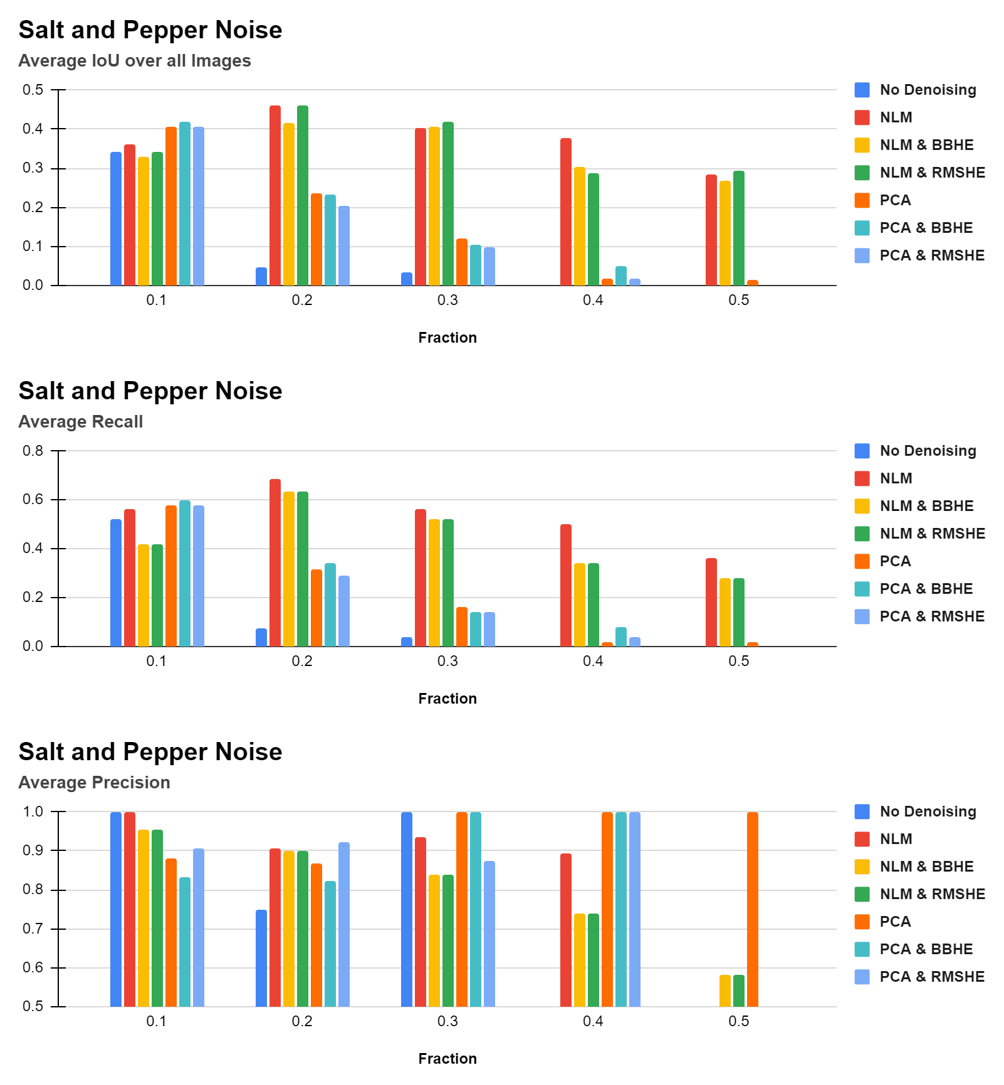 Salt and Pepper Noise
Average IoU over all Images
0.5
0.4
0.3
0.2
0.1
0.0
0.1 0.2 0.3 0.4 0.5
Fraction
No Denoising
NLM
NLM & BBHE
NLM & RMSHE
PCA
PCA & BBHE
PCA & RMSHE
Salt and Pepper Noise
Average Recall
0.8
0.6
0.4
0.2
0.0
0.1 0.2 0.3 0.4 0.5
Fraction
No Denoising
NLM
NLM & BBHE
NLM & RMSHE
PCA
PCA & BBHE
PCA & RMSHE
Salt and Pepper Noise
Average Precision
1.0
0.9
0.8
0.7
0.6
0.5
0.1 0.2 0.3 0.4 0.5
Fraction
No Denoising
NLM
NLM & BBHE
NLM & RMSHE
PCA
PCA & BBHE
PCA & RMSHE